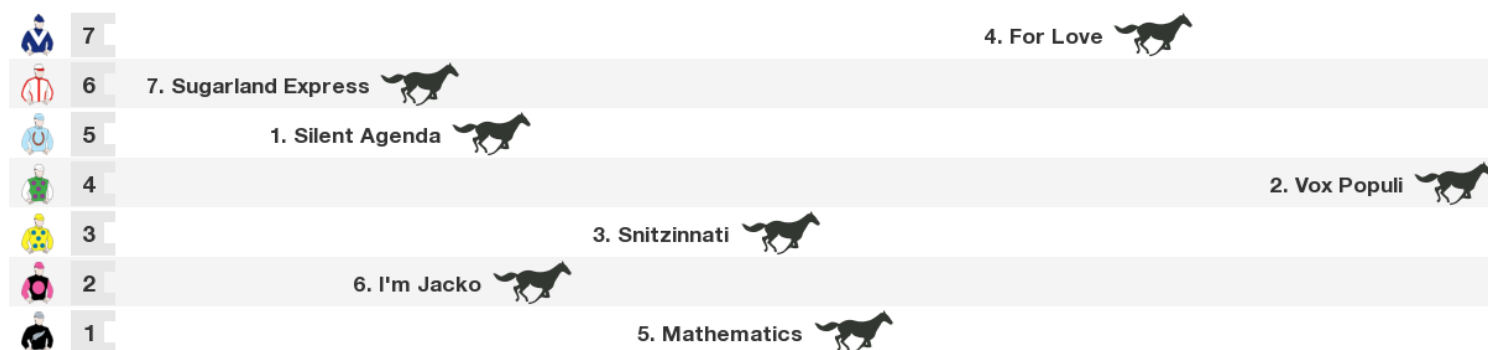 7 4. For Love
6 7. Sugarland Express
5 1. Silent Agenda
4 2. Vox Populi
3 3. Snitzinnati
2 6. I'm Jacko
1 5. Mathematics